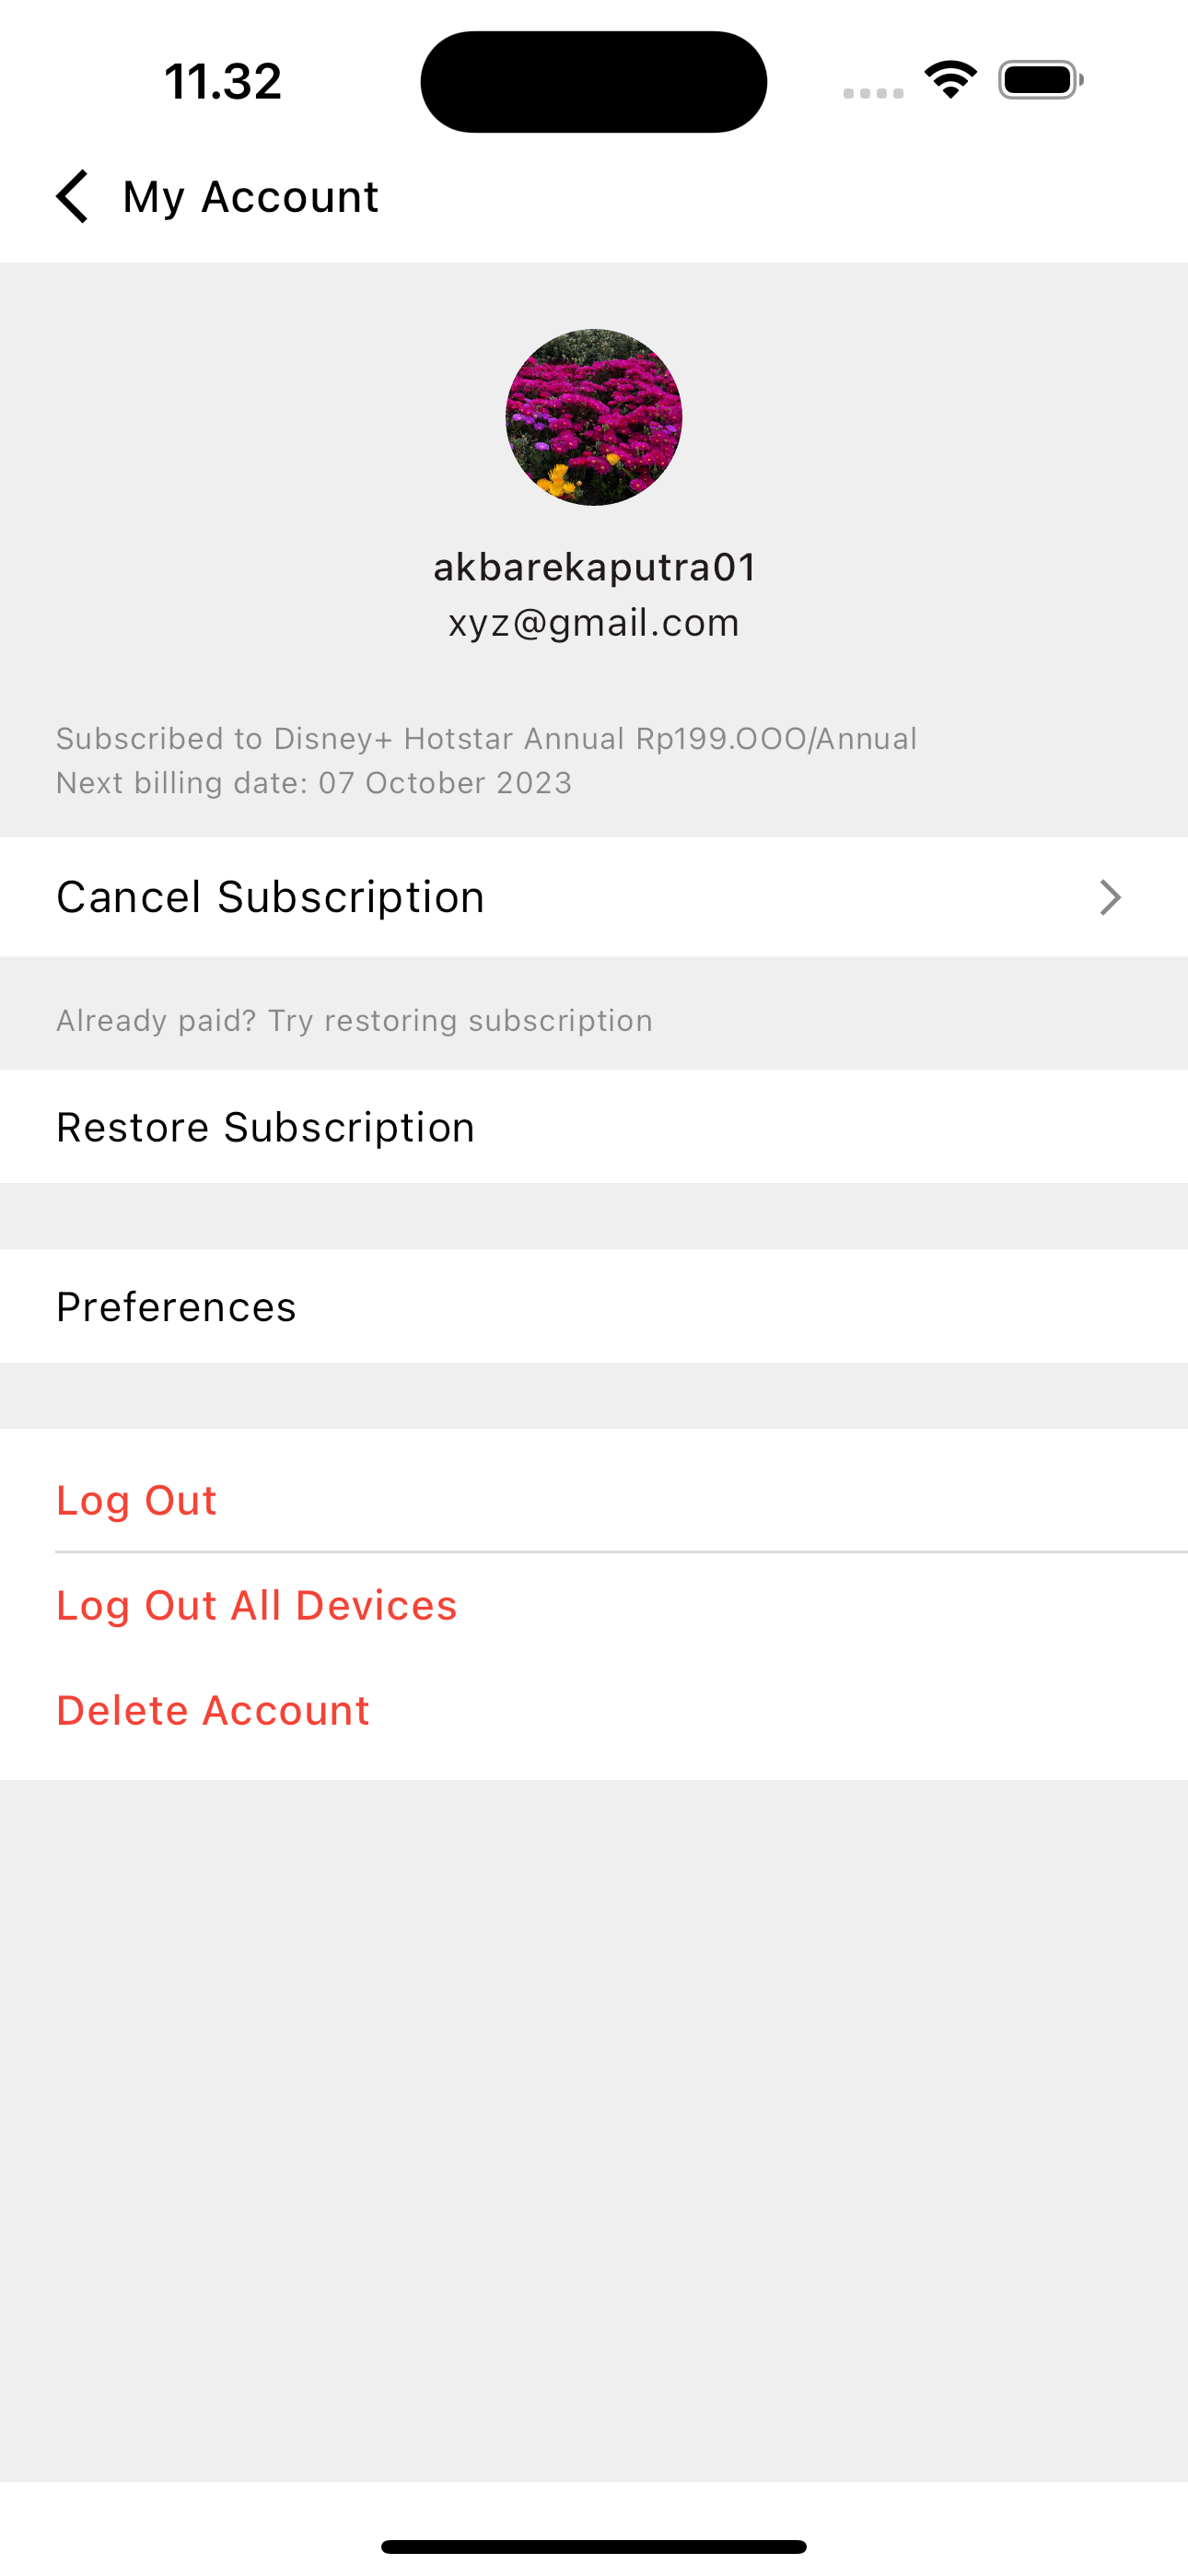 11.32
My Account
akbarekaputra01
xyz@gmail.com
Subscribed to Disney+ Hotstar Annual Rp199.OOO/Annual
Next billing date: 07 October 2023
Cancel Subscription
Already paid? Try restoring subscription
Restore Subscription
Preferences
Log Out
Log Out All Devices
Delete Account